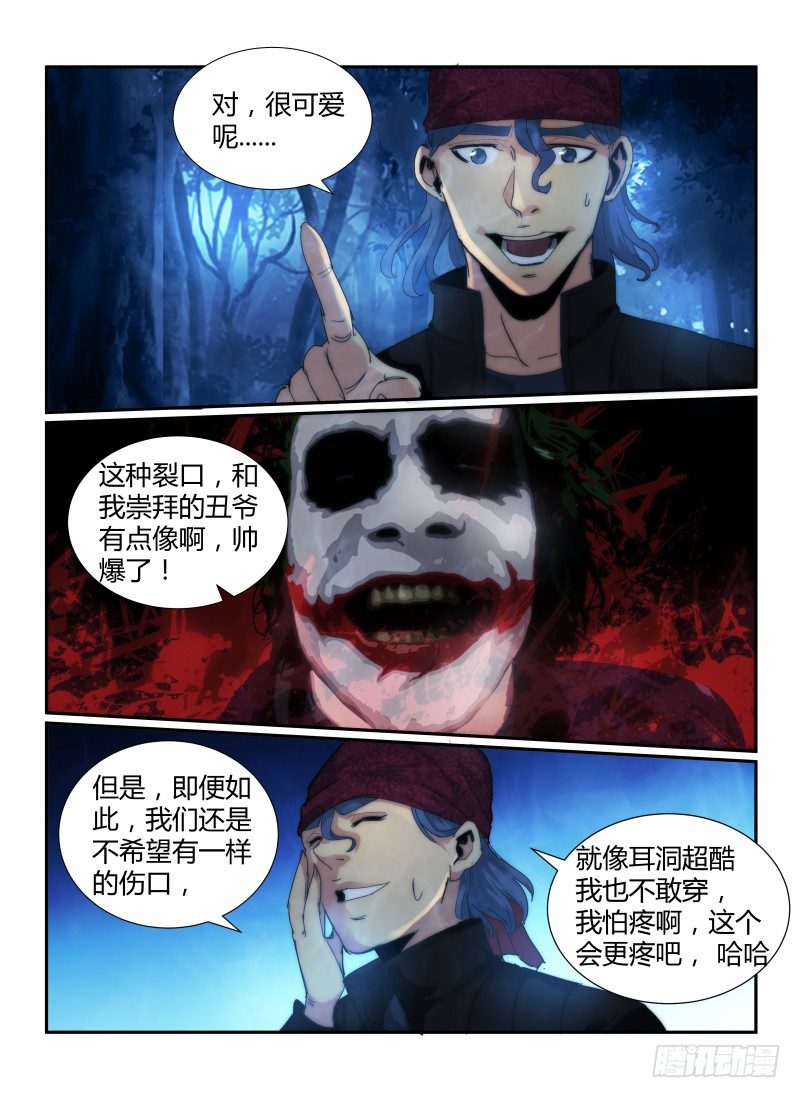 对，很可爱
呢……
这种裂口，和
我崇拜的丑爷
有点像啊，帅
爆了！
但是，即便如
此，我们还是
不希望有一样
的伤口，
就像耳洞超酷
我也不敢穿，
我怕疼啊，这个
会更疼吧，哈哈
腾讯动漫